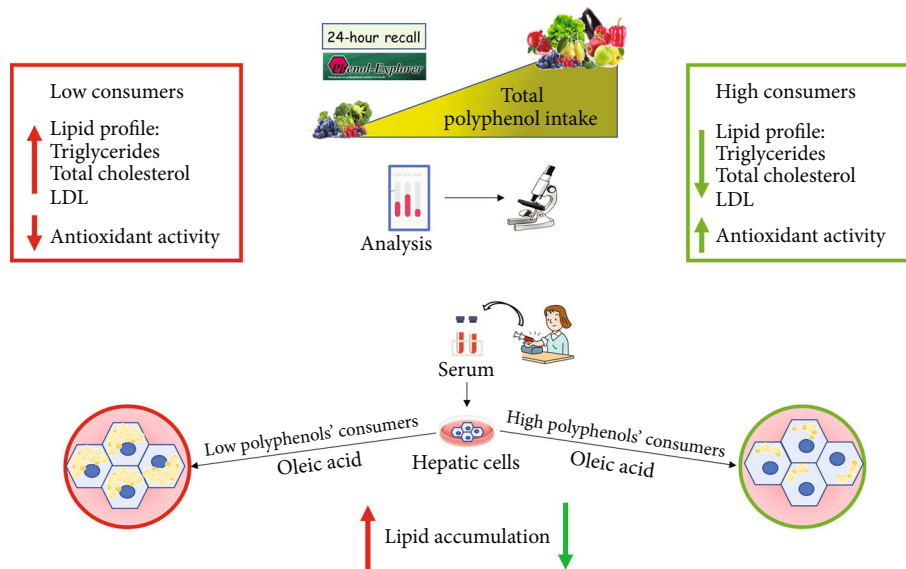 24-hour recall
Phenol-Explorer
Total
polyphenol intake
Low consumers
Lipid profile:
Triglycerides
Total cholesterol
LDL
Antioxidant activity
High consumers
Lipid profile:
Triglycerides
Total cholesterol
LDL
Antioxidant activity
Analysis
Serum
Low polyphenols' consumers
Oleic acid
Hepatic cells
High polyphenols' consumers
Oleic acid
Lipid accumulation